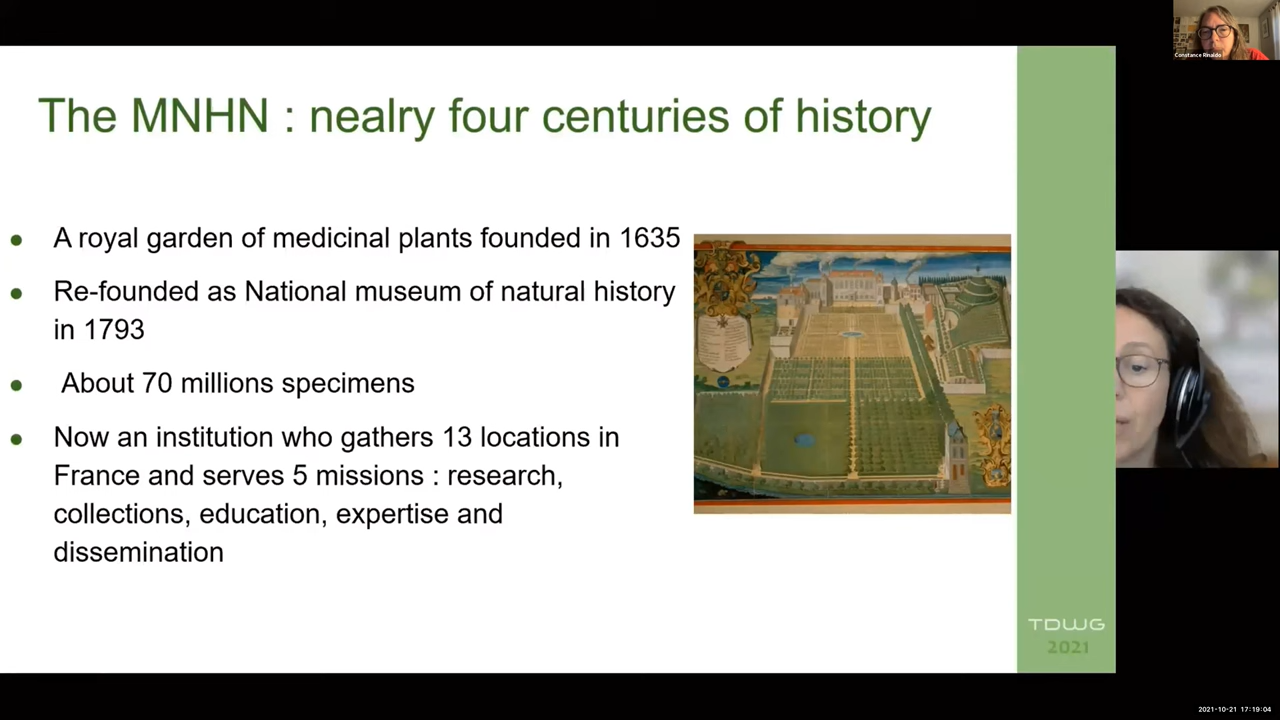 Constance Rinaldo
The MNHN : nealry four centuries of history
A royal garden of medicinal plants founded in 1635
Re-founded as National museum of natural history
in 1793
About 70 millions specimens
Now an institution who gathers 13 locations in
France and serves 5 missions : research,
collections, education, expertise and
dissemination
TDWG
2021
2021-10-21 17:19:04